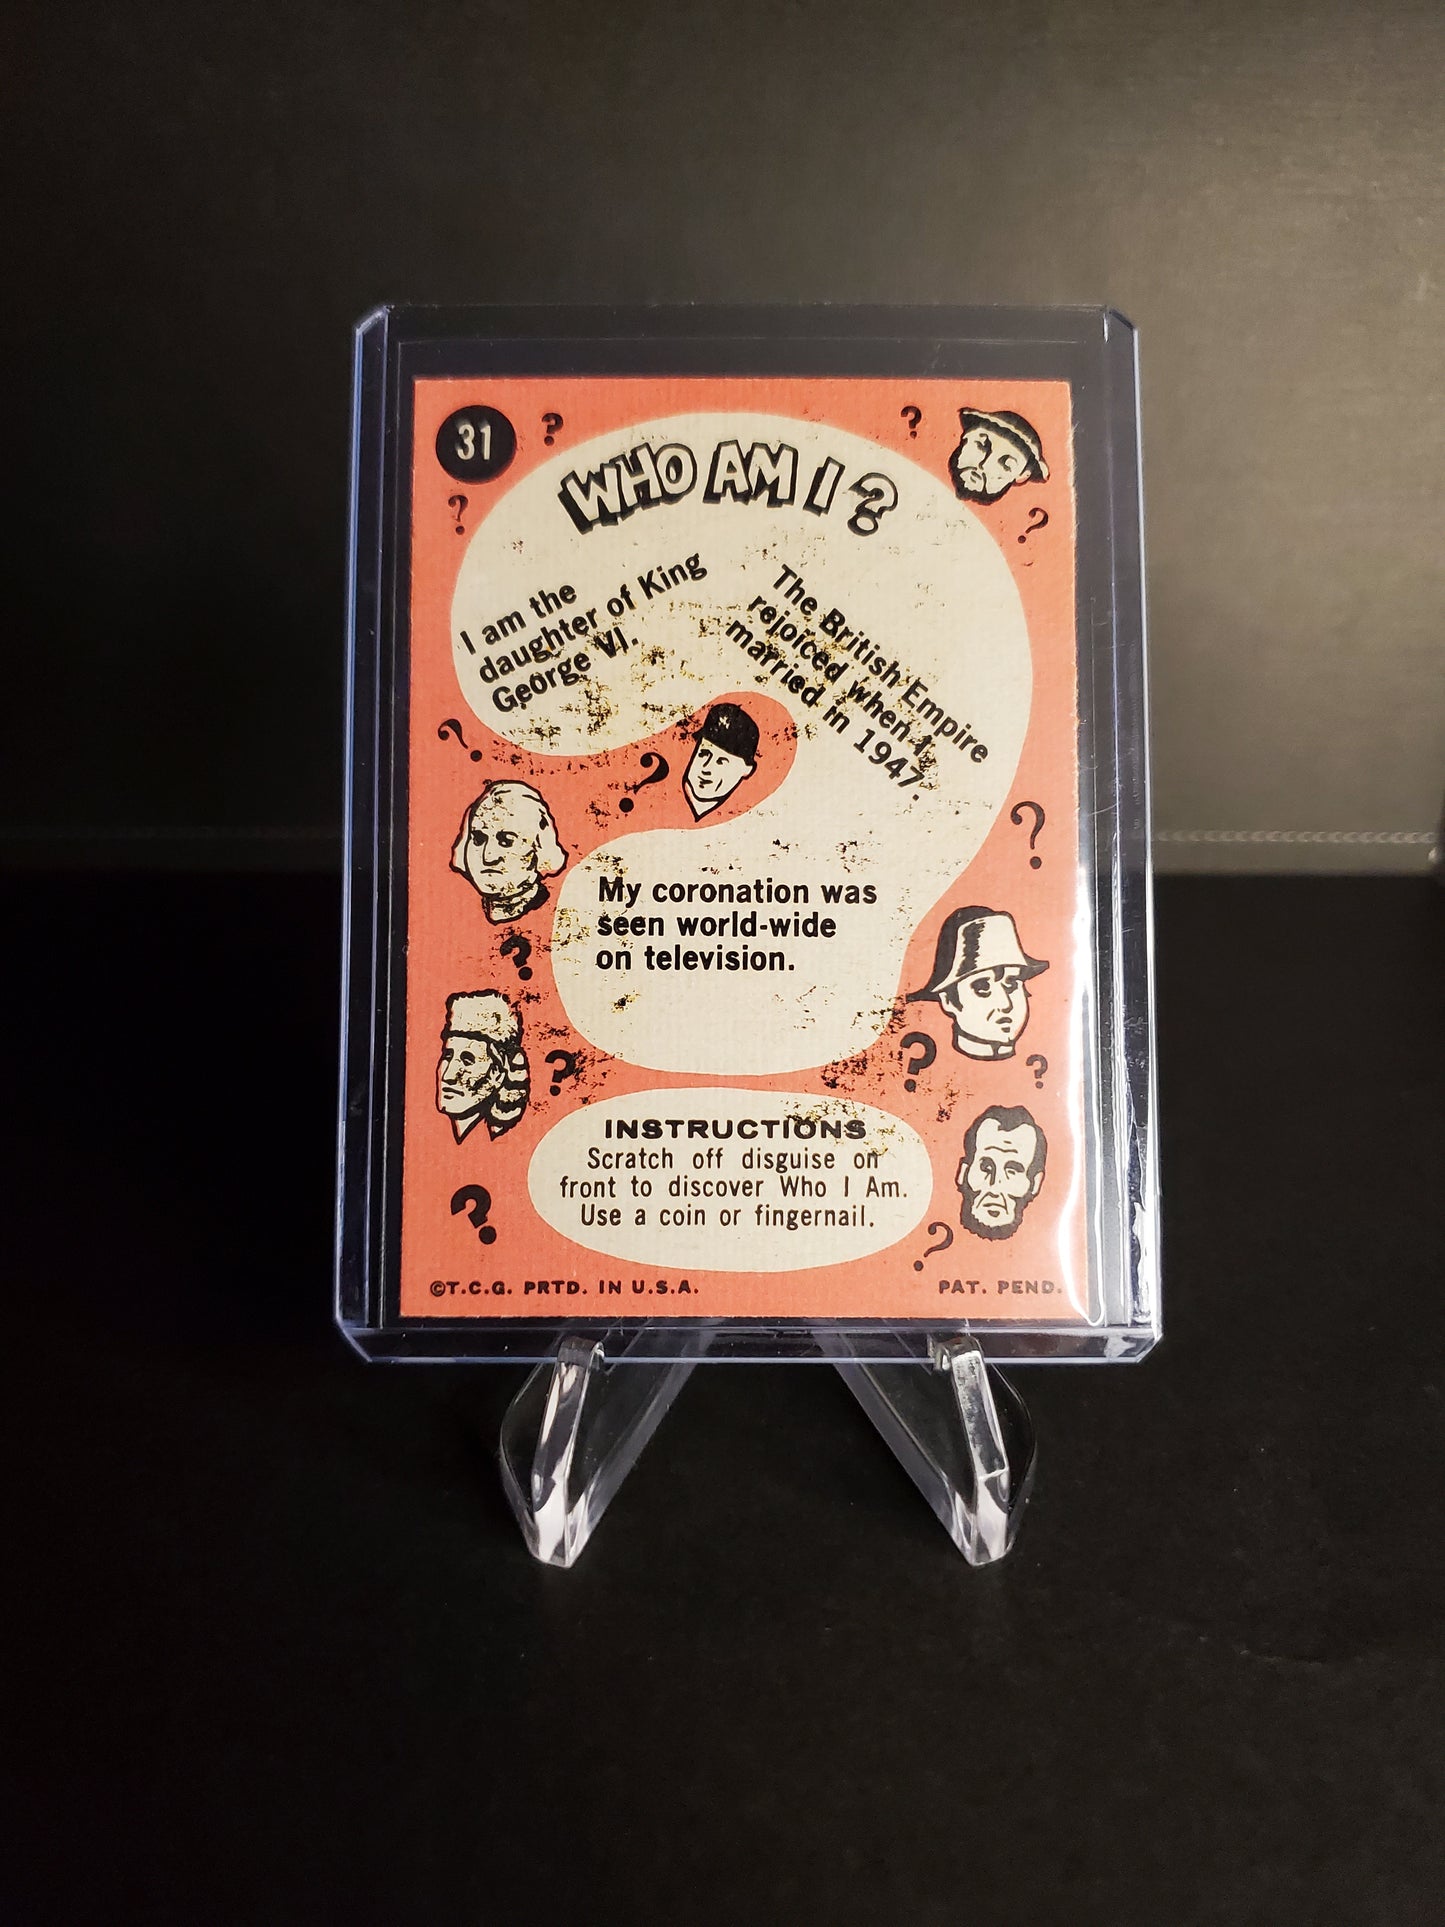 31
WHO AM I?
I am the
daughter of King
George VI.
The British Empire
rejoiced when I
married in 1947.
My coronation was
seen world-wide
on television.
INSTRUCTIONS
Scratch off disguise on
front to discover Who I Am.
Use a coin or fingernail.
©T.C.G. PRTD. IN U.S.A.
PAT. PEND.